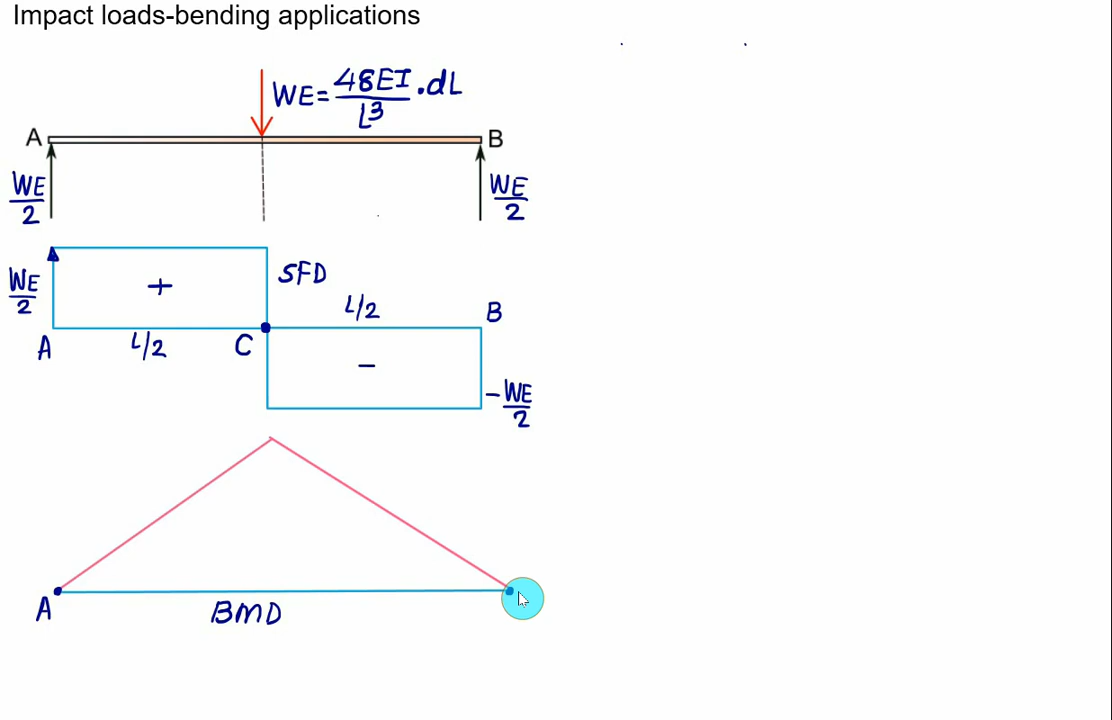 Impact loads-bending applications
WE = 48EI/L3 . dL
A
B
WE/2
WE/2
WE/2
+
SFD
L/2
B
A
L/2
C
-
-WE/2
A
BMD